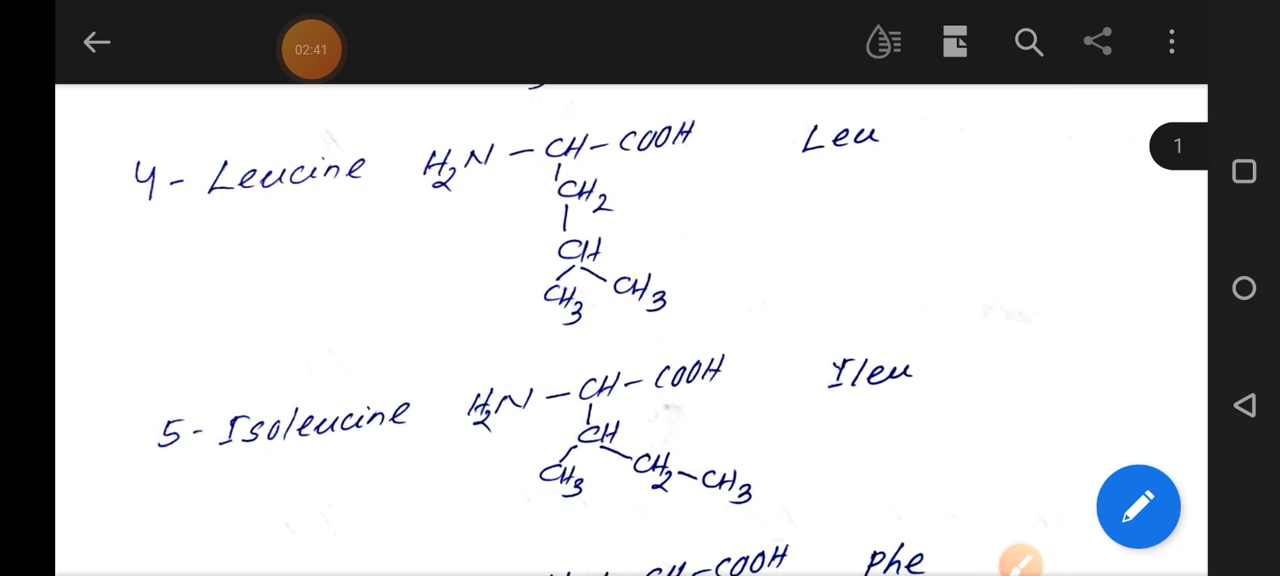 02:41
1
4- Leucine H2N-CH-COOH Leu
CH2
CH
CH3 CH3
5- Isoleucine H2N-CH-COOH Ileu
CH
CH3 CH2-CH3
CH-COOH Phe